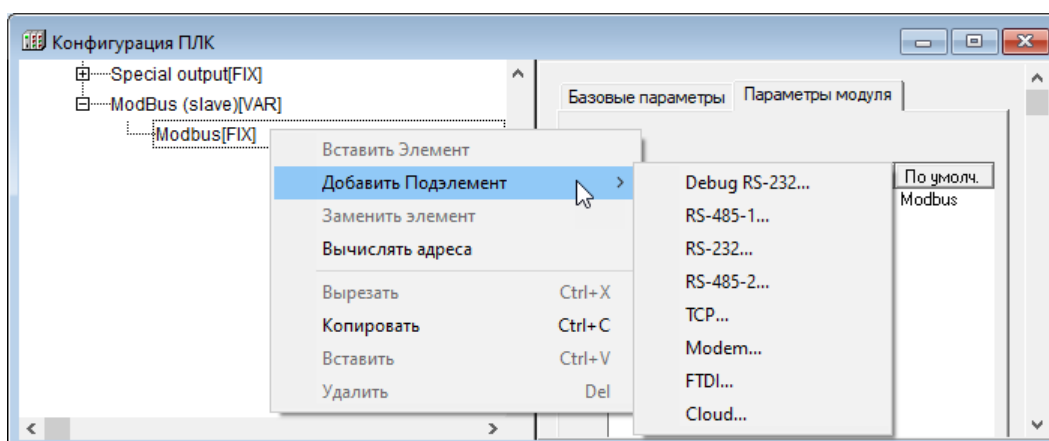 Конфигурация ПЛК
Special output[FIX]
ModBus (slave)[VAR]
Modbus[FIX]
Базовые параметры
Параметры модуля
По умолч.
Modbus
Вставить Элемент
Добавить Подэлемент
Заменить элемент
Вычислять адреса
Вырезать Ctrl+X
Копировать Ctrl+C
Вставить Ctrl+V
Удалить Del
Debug RS-232...
RS-485-1...
RS-232...
RS-485-2...
TCP...
Modem...
FTDI...
Cloud...